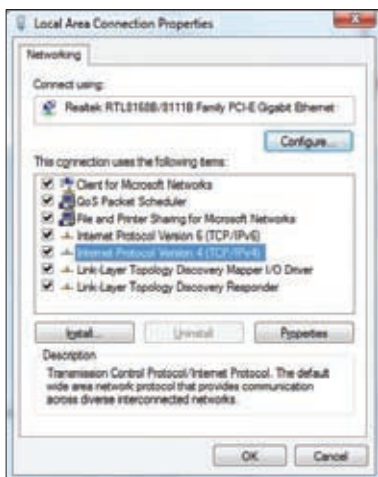 Local Area Connection Properties
Networking
Connect using:
Realtek RTL8168B/8111B Family PCI-E Gigabit Ethernet
Configure...
This connection uses the following items:
Client for Microsoft Networks
QoS Packet Scheduler
File and Printer Sharing for Microsoft Networks
Internet Protocol Version 6 (TCP/IPv6)
Internet Protocol Version 4 (TCP/IPv4)
Link-Layer Topology Discovery Mapper I/O Driver
Link-Layer Topology Discovery Responder
Install...
Uninstall
Properties
Description
Transmission Control Protocol/Internet Protocol. The default
wide area network protocol that provides communication
across diverse interconnected networks.
OK
Cancel